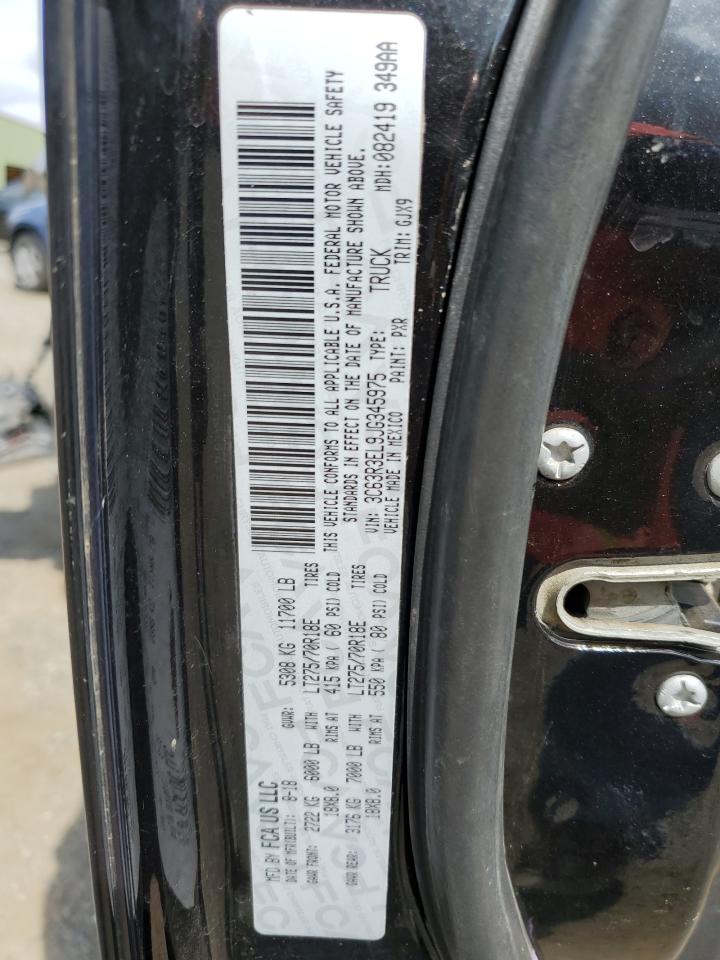 MFD BY FCA US LLC
DATE OF MFR(BUILT): 8-18 GVWR: 5308 KG 11700 LB
GAWR FRONT: 2722 KG 6000 LB WITH LT275/70R18E TIRES
18X8.0 RIMS AT 415 KPA ( 60 PSI) COLD
GAWR REAR: 3176 KG 7000 LB WITH LT275/70R18E TIRES
18X8.0 RIMS AT 550 KPA ( 80 PSI) COLD
THIS VEHICLE CONFORMS TO ALL APPLICABLE U.S.A. FEDERAL MOTOR VEHICLE SAFETY
STANDARDS IN EFFECT ON THE DATE OF MANUFACTURE SHOWN ABOVE.
VIN: 3C63R3EL9JG345975 TYPE: TRUCK MDH:082419 349AA
VEHICLE MADE IN MEXICO PAINT: PXR TRIM: GJX9